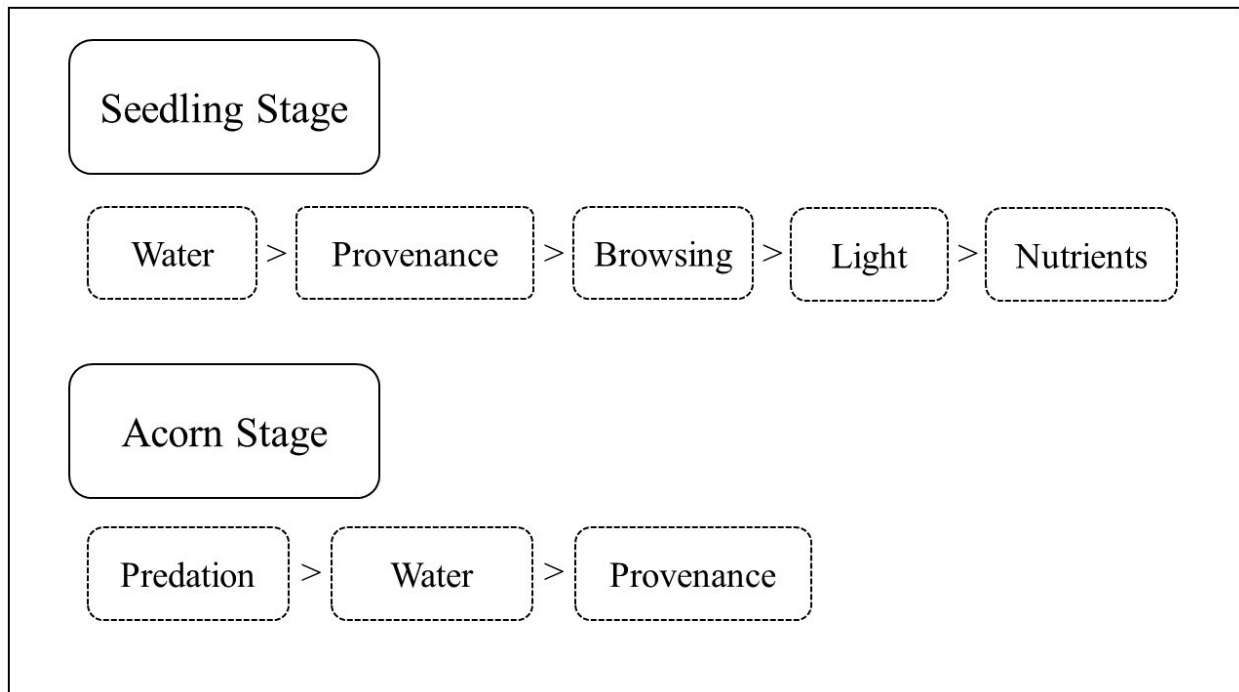 Seedling Stage
Water > Provenance > Browsing > Light > Nutrients
Acorn Stage
Predation > Water > Provenance